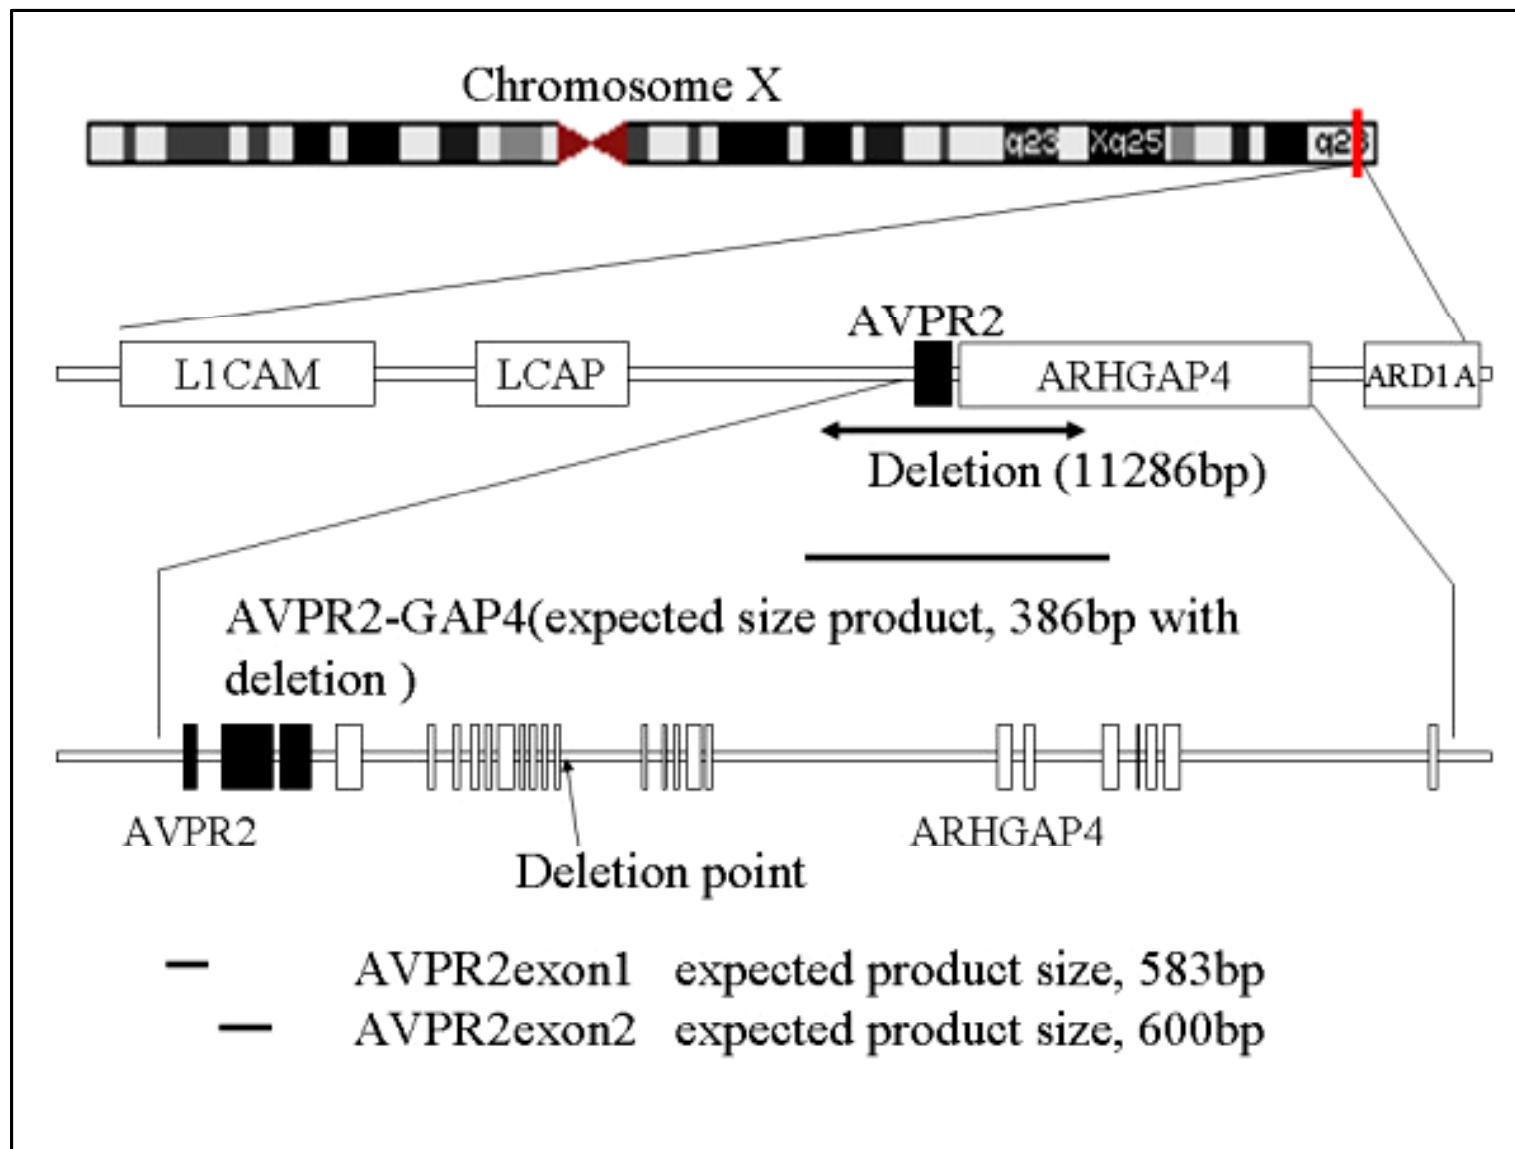 Chromosome X
q23 Xq25 q28
AVPR2
L1CAM LCAP ARHGAP4 ARD1A
Deletion (11286bp)
AVPR2-GAP4(expected size product, 386bp with
deletion )
AVPR2 ARHGAP4
Deletion point
AVPR2exon1 expected product size, 583bp
AVPR2exon2 expected product size, 600bp